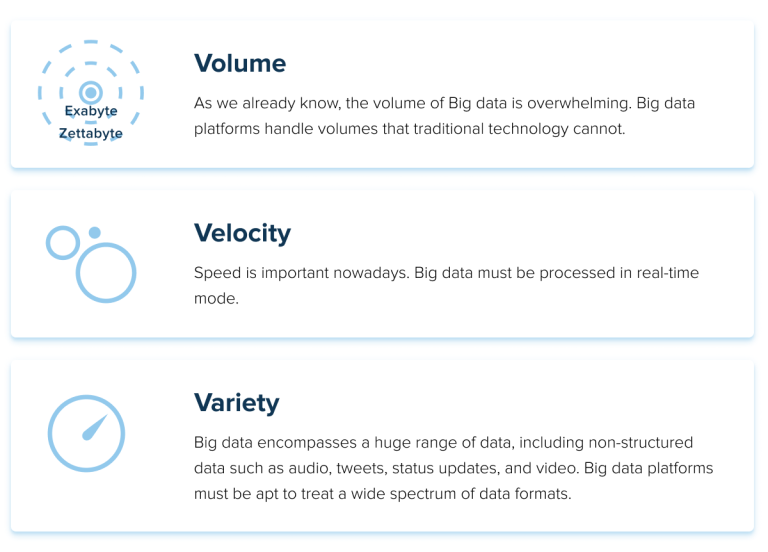 Volume
Exabyte
Zettabyte
As we already know, the volume of Big data is overwhelming. Big data
platforms handle volumes that traditional technology cannot.
Velocity
Speed is important nowadays. Big data must be processed in real-time
mode.
Variety
Big data encompasses a huge range of data, including non-structured
data such as audio, tweets, status updates, and video. Big data platforms
must be apt to treat a wide spectrum of data formats.